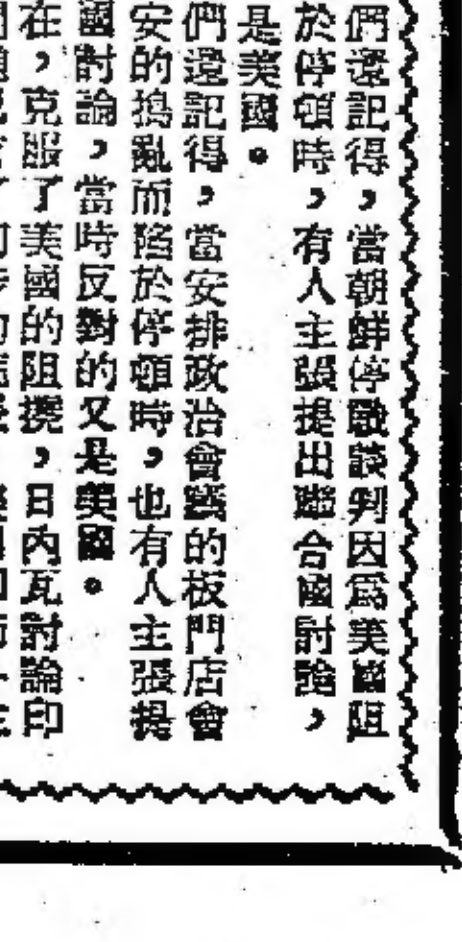 們還記得，當朝鮮停戰談判因爲美國阻
於停頓時，有人主張提出聯合國討論，
是美國。
們還記得，當安排政治會議的板門店會
安的搗亂而陷於停頓時，也有人主張提
國討論，當時反對的又是美國。
在，克服了美國的阻撓，日內瓦討論印